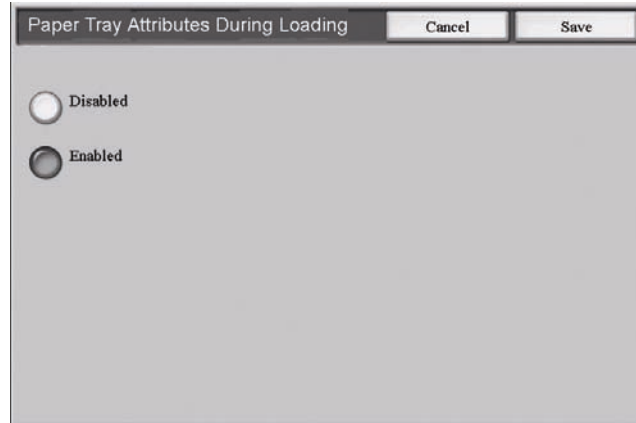 Paper Tray Attributes During Loading
Cancel
Save
Disabled
Enabled